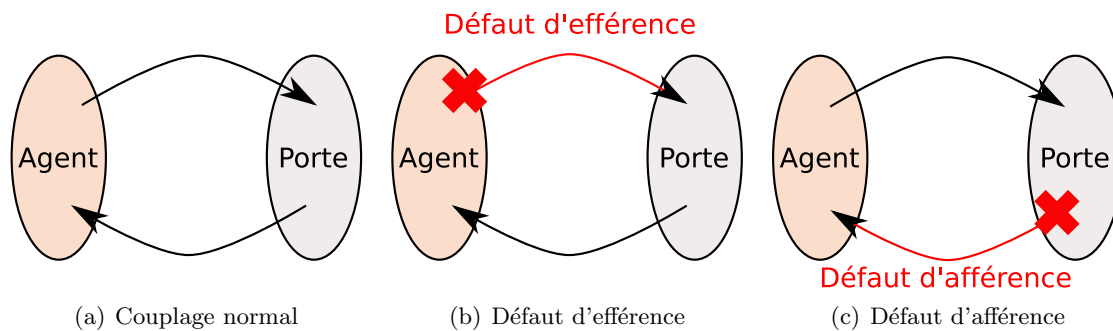 Défaut d'efférence
Agent
Porte
Agent
Porte
Agent
Porte
Défaut d'afférence
(a) Couplage normal
(b) Défaut d'efférence
(c) Défaut d'afférence